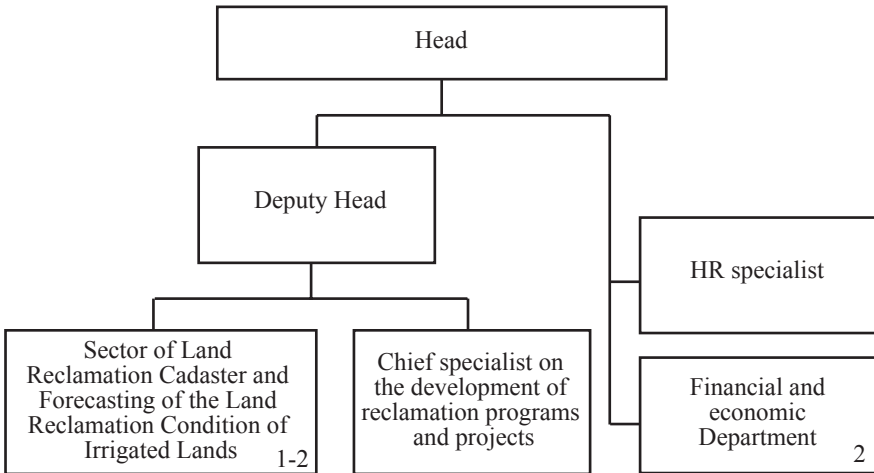 Head
Deputy Head
HR specialist
Sector of Land
Reclamation Cadaster and
Forecasting of the Land
Reclamation Condition of
Irrigated Lands
1-2
Chief specialist on
the development of
reclamation programs
and projects
Financial and
economic
Department
2